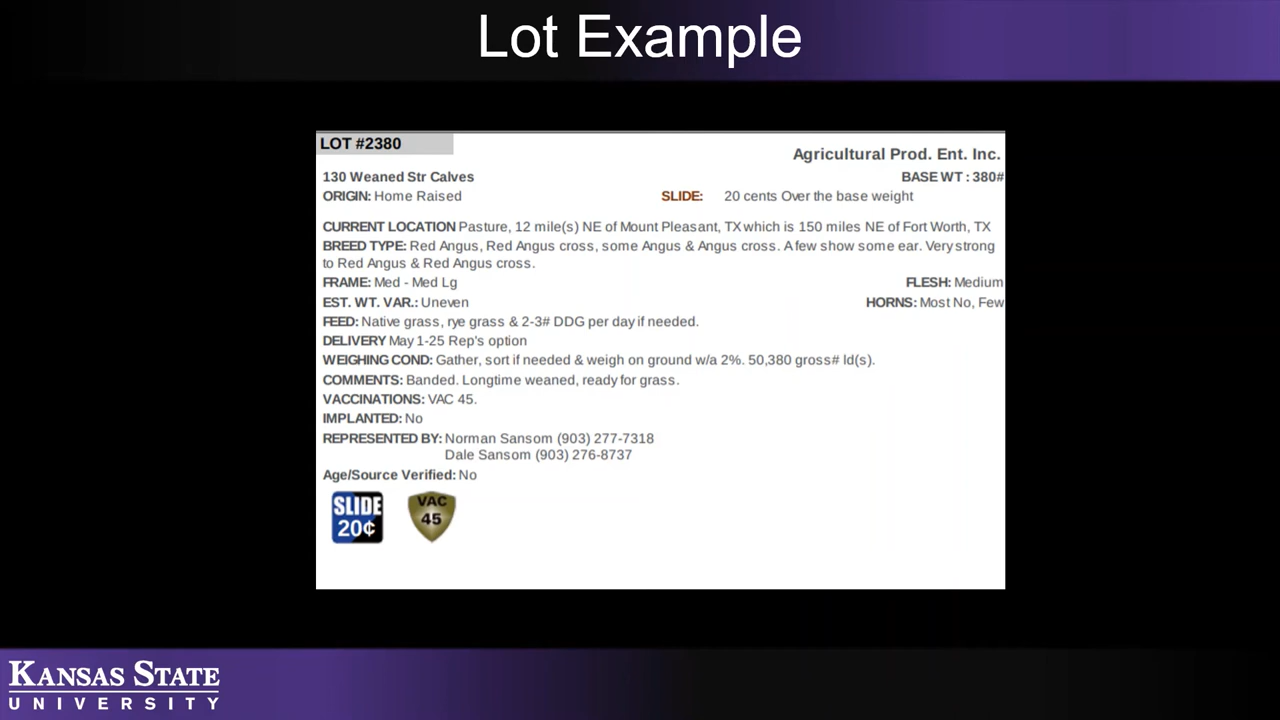 Lot Example
LOT #2380
Agricultural Prod. Ent. Inc.
130 Weaned Str Calves
BASE WT : 380#
ORIGIN: Home Raised
SLIDE: 20 cents Over the base weight
CURRENT LOCATION Pasture, 12 mile(s) NE of Mount Pleasant, TX which is 150 miles NE of Fort Worth, TX
BREED TYPE: Red Angus, Red Angus cross, some Angus & Angus cross. A few show some ear. Very strong
to Red Angus & Red Angus cross.
FRAME: Med - Med Lg
FLESH: Medium
EST. WT. VAR.: Uneven
HORNS: Most No, Few
FEED: Native grass, rye grass & 2-3# DDG per day if needed.
DELIVERY May 1-25 Rep's option
WEIGHING COND: Gather, sort if needed & weigh on ground w/a 2%. 50,380 gross# ld(s).
COMMENTS: Banded. Longtime weaned, ready for grass.
VACCINATIONS: VAC 45.
IMPLANTED: No
REPRESENTED BY: Norman Sansom (903) 277-7318
Dale Sansom (903) 276-8737
Age/Source Verified: No
SLIDE
20¢
VAC
45
KANSAS STATE
UNIVERSITY